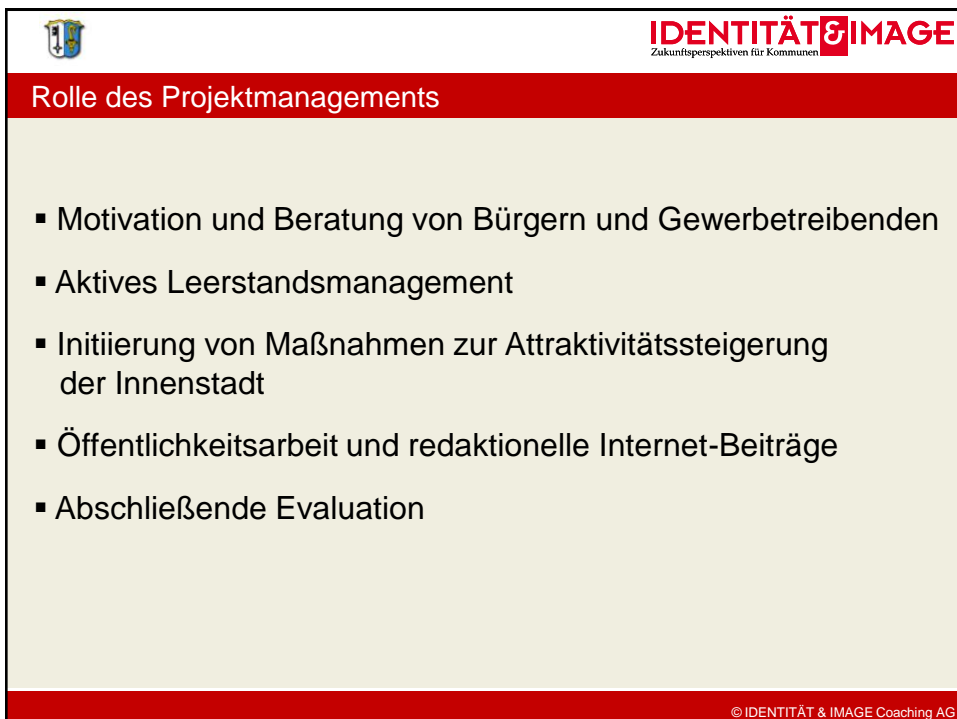 IDENTITÄT & IMAGE
Zukunftsperspektiven für Kommunen
Rolle des Projektmanagements
▪ Motivation und Beratung von Bürgern und Gewerbetreibenden
▪ Aktives Leerstandsmanagement
▪ Initiierung von Maßnahmen zur Attraktivitätssteigerung
der Innenstadt
▪ Öffentlichkeitsarbeit und redaktionelle Internet-Beiträge
▪ Abschließende Evaluation
© IDENTITÄT & IMAGE Coaching AG